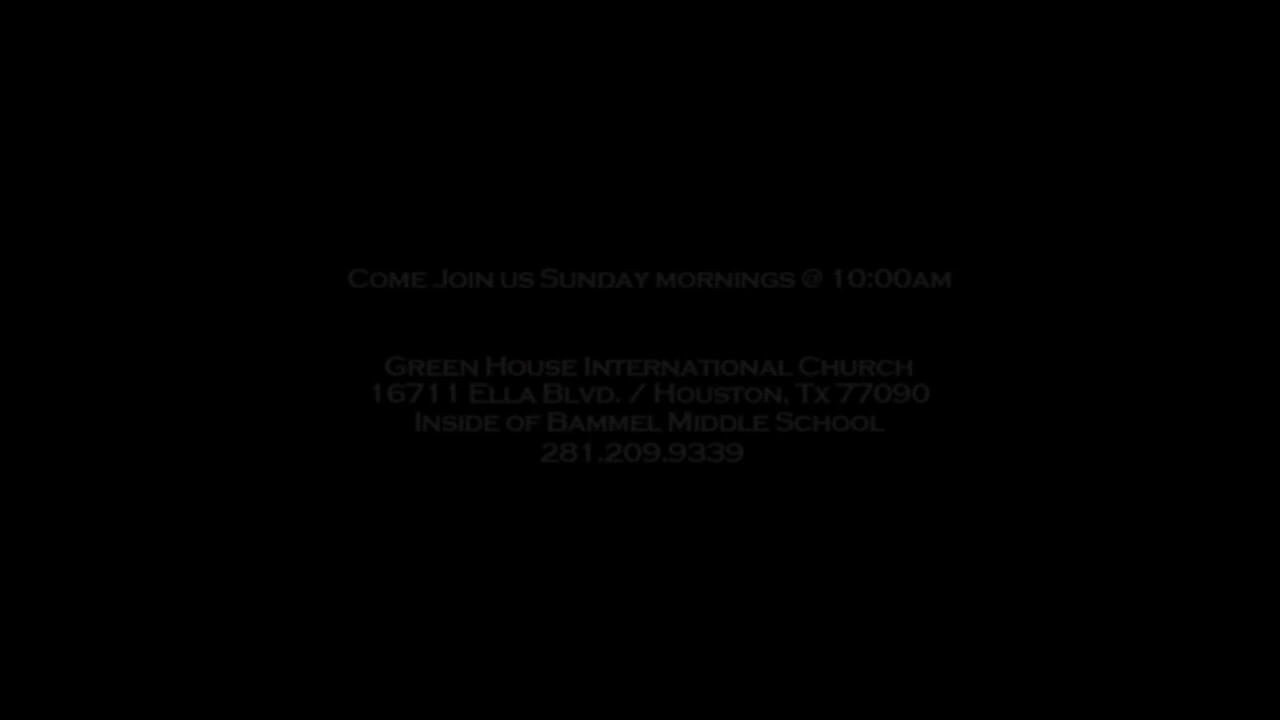 Come Join us Sunday mornings @ 10:00am
Green House International Church
16711 Ella Blvd. / Houston, Tx 77090
Inside of Bammel Middle School
281.209.9339